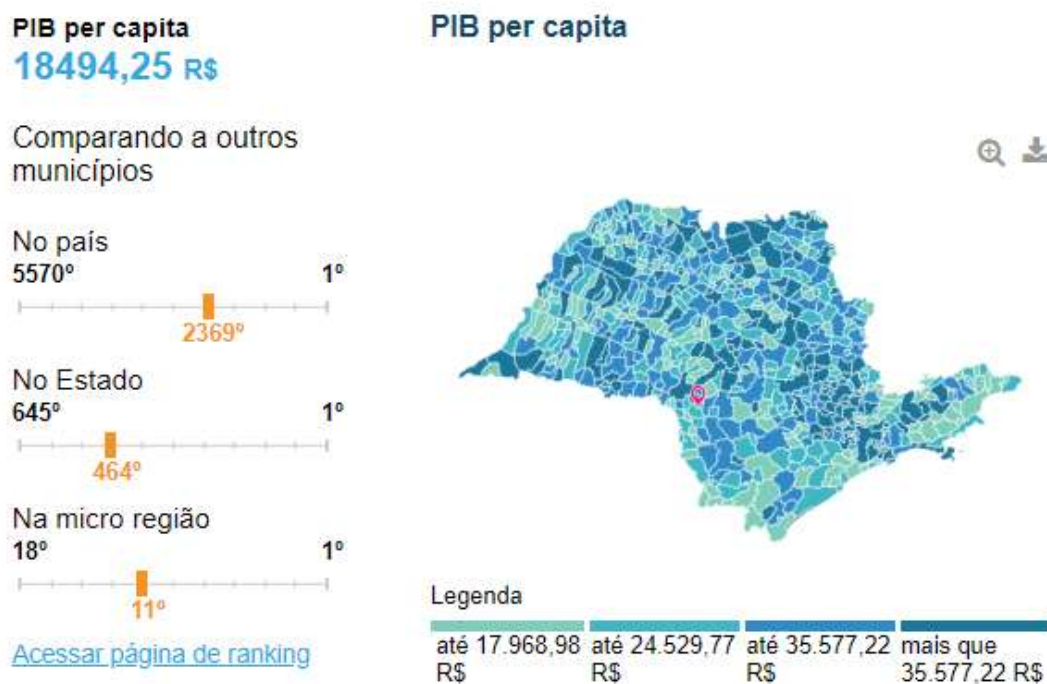 PIB per capita
18494,25 R$
Comparando a outros
municípios
No país
5570º 1º
2369º
No Estado
645º 1º
464º
Na micro região
18º 1º
11º
Acessar página de ranking
PIB per capita
Legenda
até 17.968,98 R$
até 24.529,77 R$
até 35.577,22 R$
mais que 35.577,22 R$